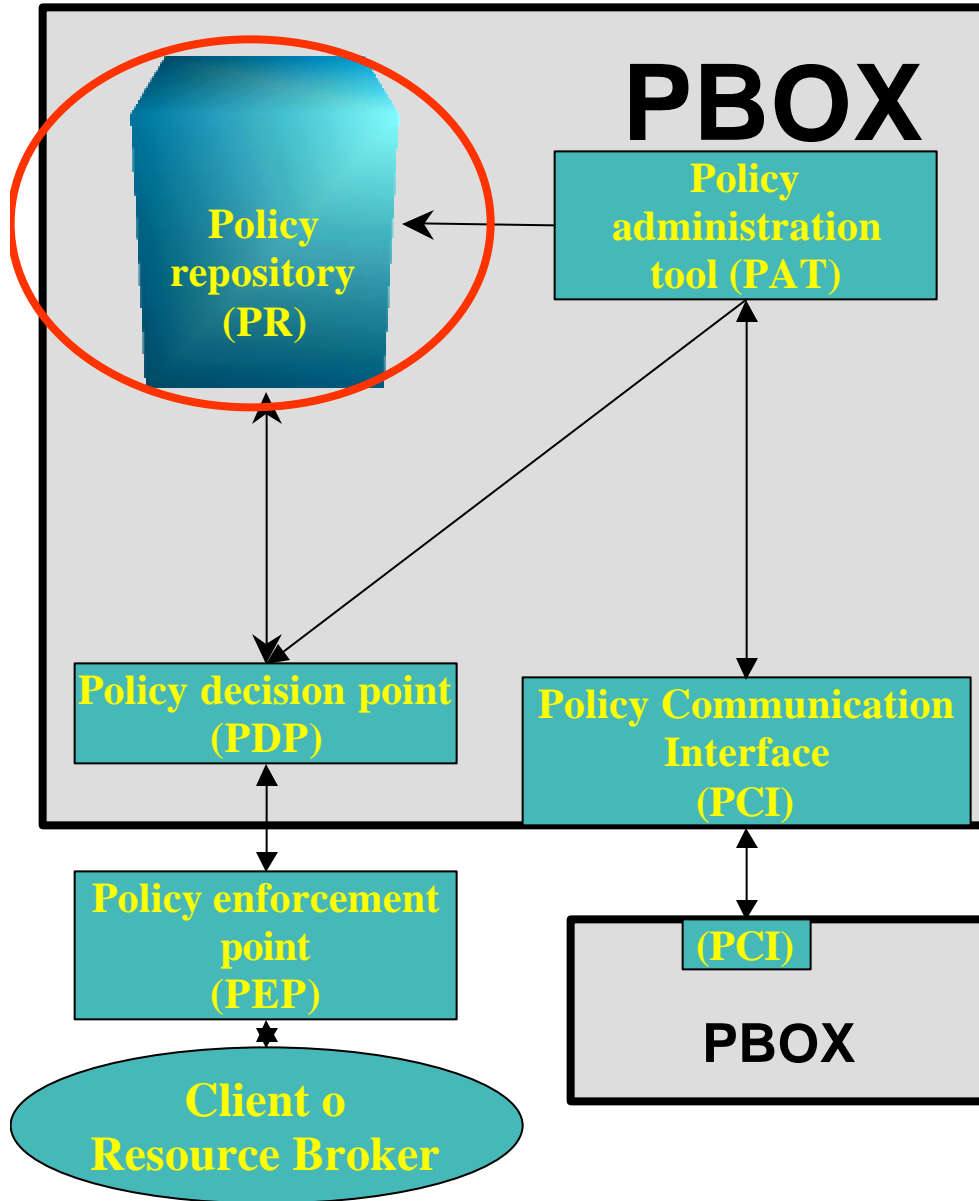 PBOX
Policy
administration
tool (PAT)
Policy
repository
(PR)
Policy decision point
(PDP)
Policy Communication
Interface
(PCI)
Policy enforcement
point
(PEP)
(PCI)
PBOX
Client o
Resource Broker